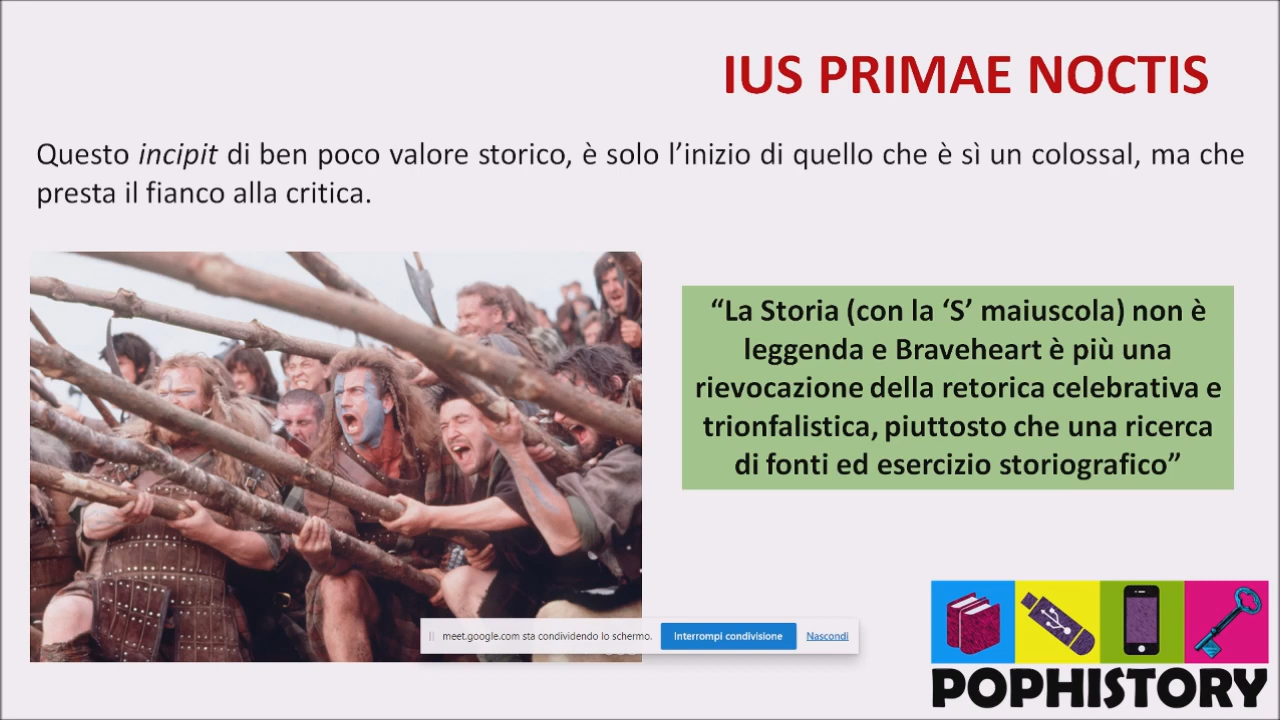 IUS PRIMAE NOCTIS
Questo incipit di ben poco valore storico, è solo l’inizio di quello che è sì un colossal, ma che
presta il fianco alla critica.
“La Storia (con la ‘S’ maiuscola) non è
leggenda e Braveheart è più una
rievocazione della retorica celebrativa e
trionfalistica, piuttosto che una ricerca
di fonti ed esercizio storiografico”
meet.google.com sta condividendo lo schermo. Interrompi condivisione Nascondi
POPHISTORY